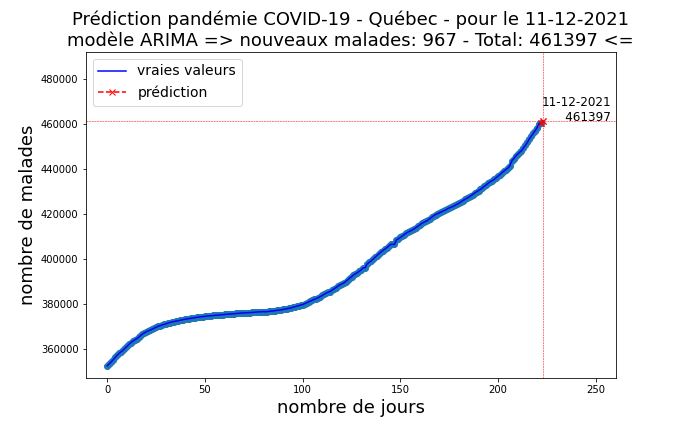 Prédiction pandémie COVID-19 - Québec - pour le 11-12-2021
modèle ARIMA => nouveaux malades: 967 - Total: 461397 <=
vraies valeurs
prédiction
11-12-2021
461397
nombre de malades
480000
460000
440000
420000
400000
380000
360000
0 50 100 150 200 250
nombre de jours